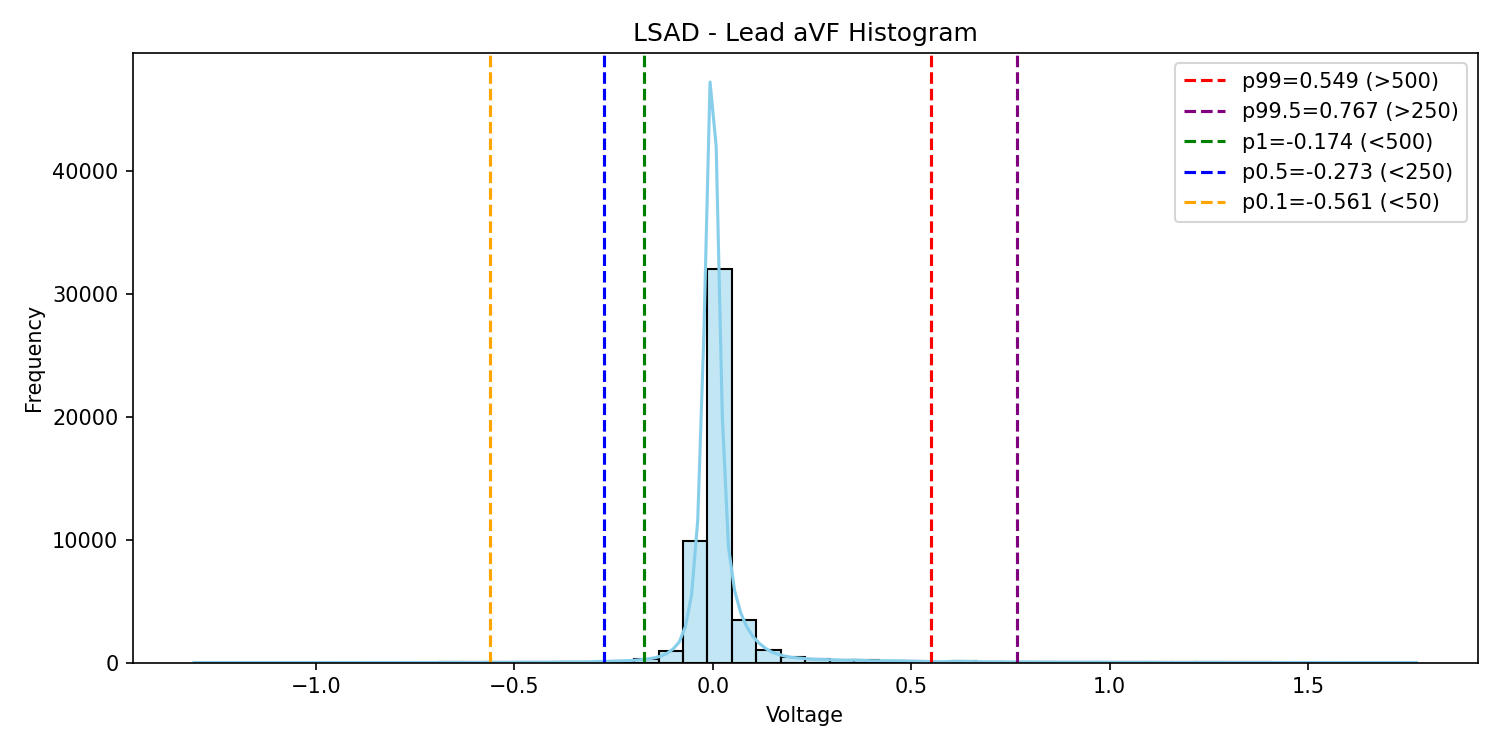 LSAD - Lead aVF Histogram
p99=0.549 (>500)
p99.5=0.767 (>250)
p1=-0.174 (<500)
p0.5=-0.273 (<250)
p0.1=-0.561 (<50)
Frequency
40000
30000
20000
10000
0
−1.0
−0.5
0.0
0.5
1.0
1.5
Voltage